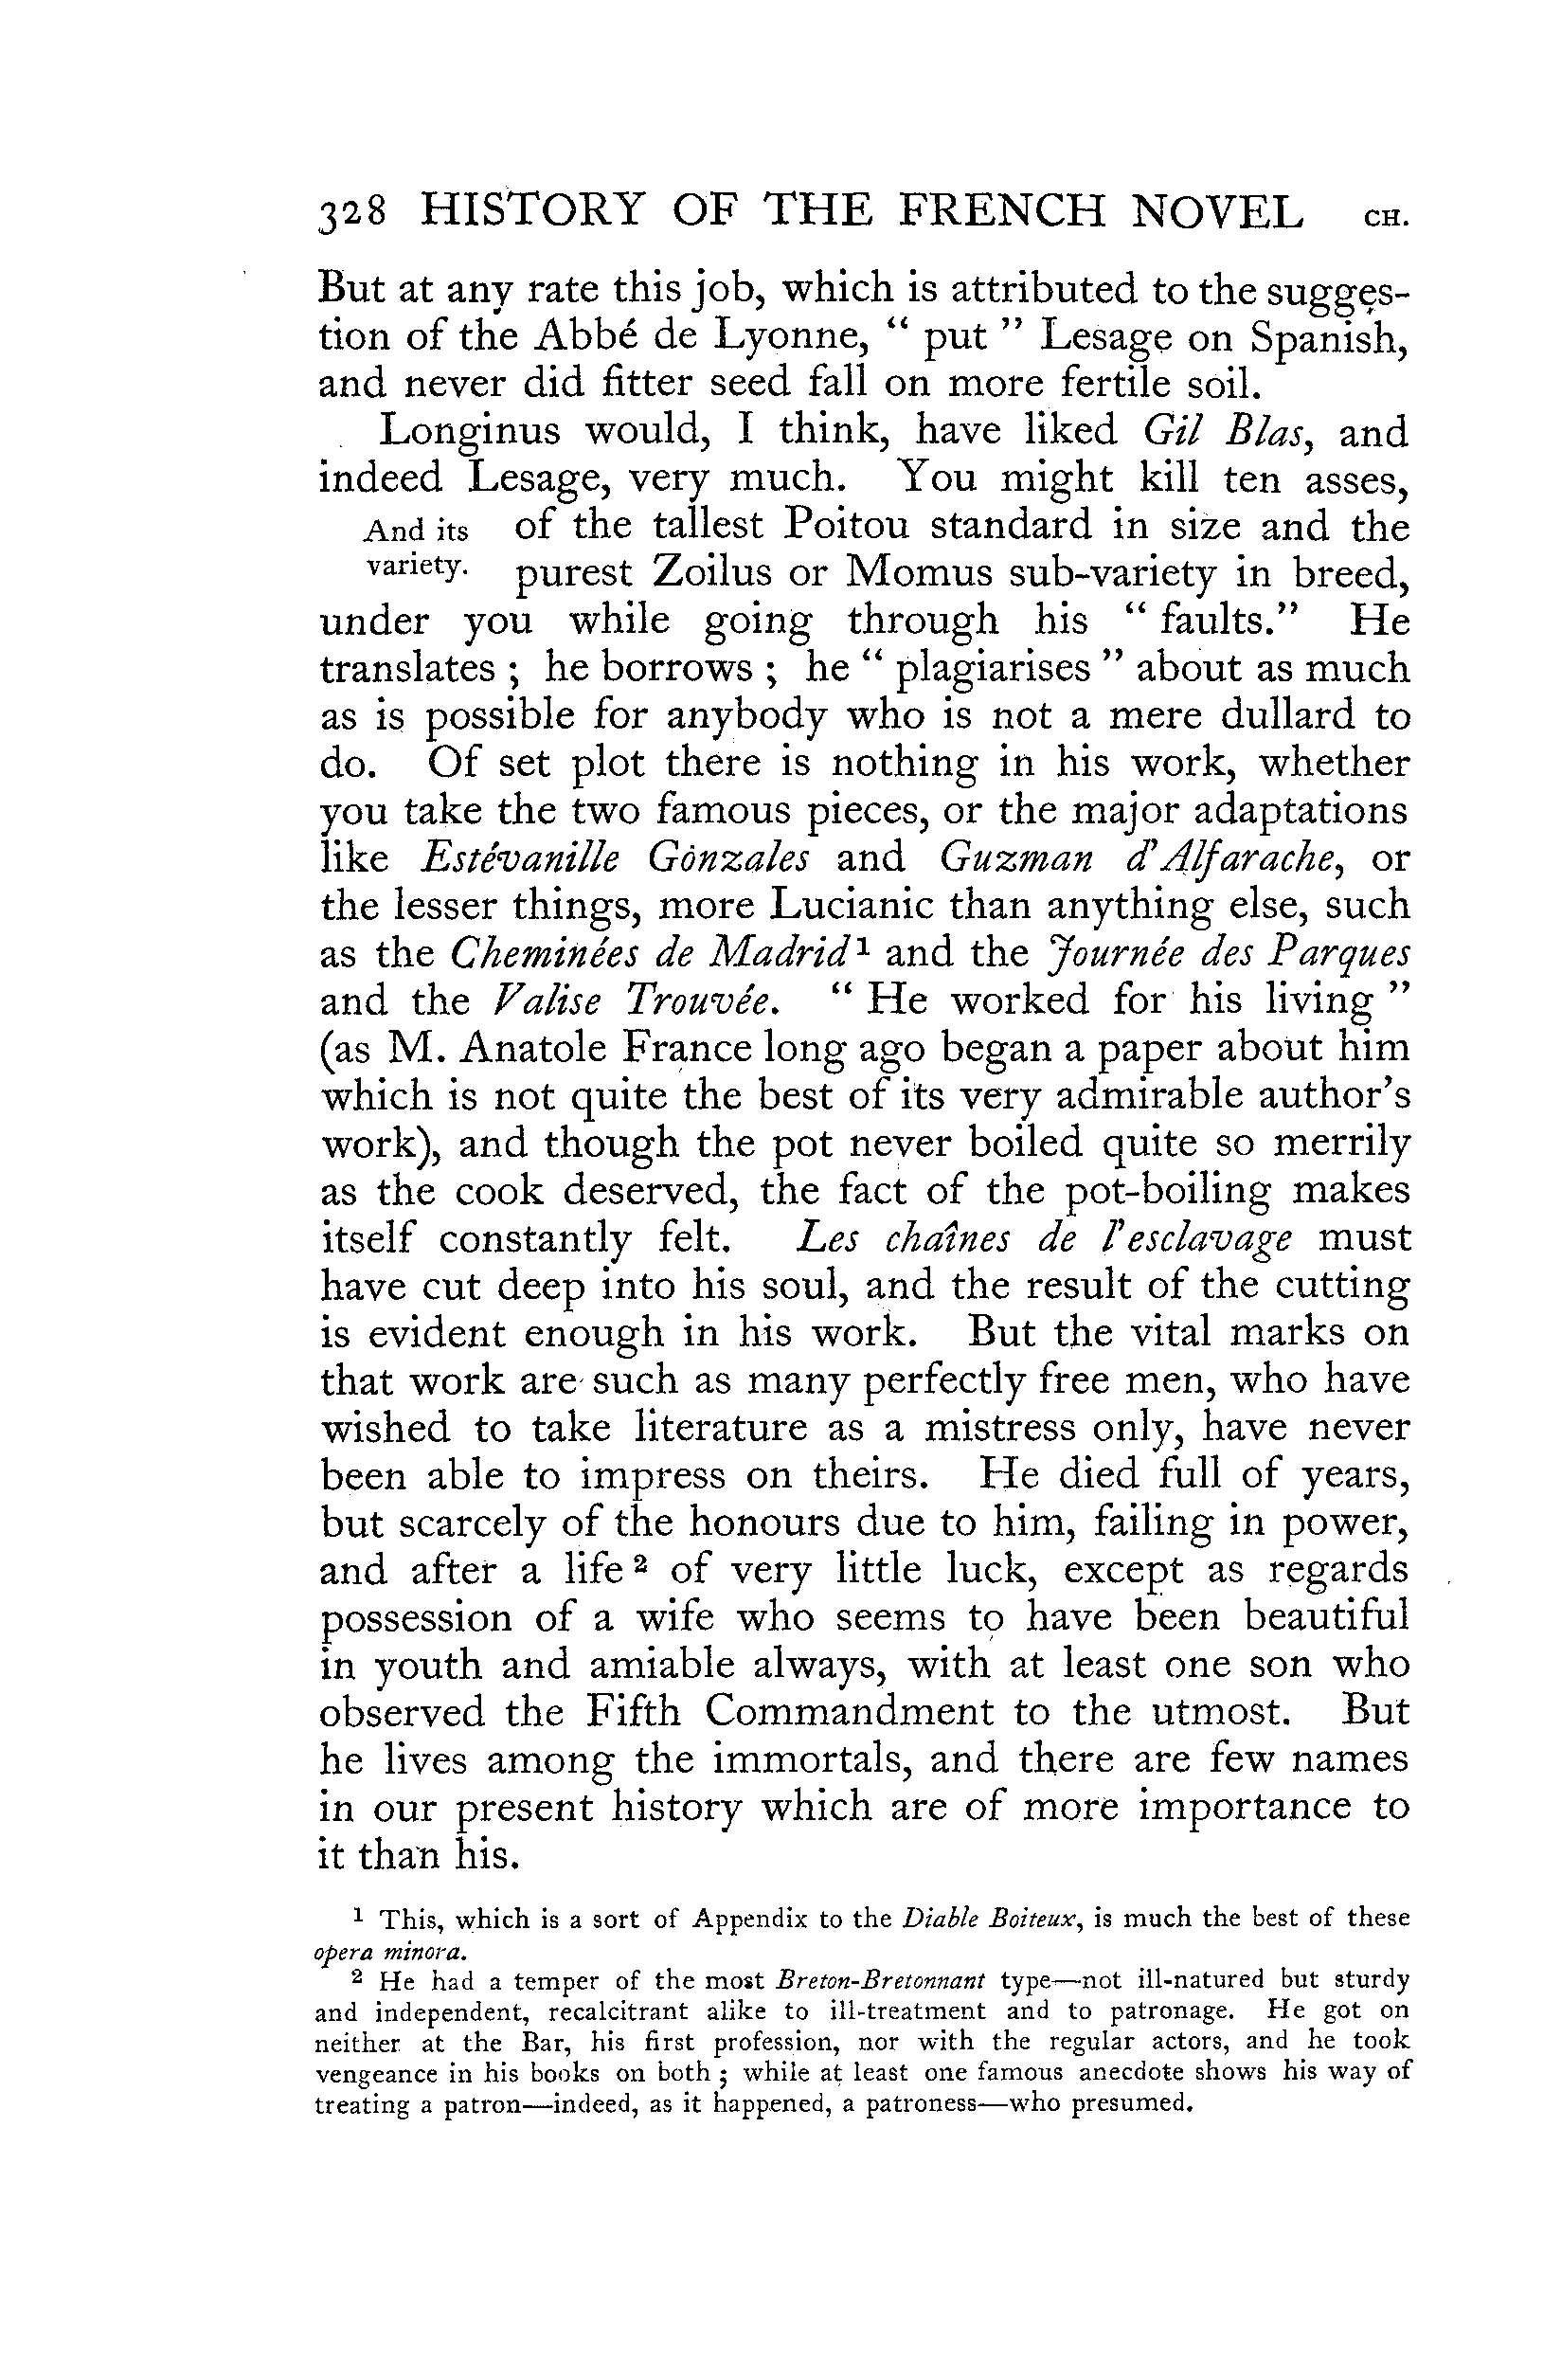 328 HISTORY OF THE FRENCH NOVEL CH.
But at any rate this job, which is attributed to the sugges-
tion of the Abbé de Lyonne, “ put ” Lesage on Spanish,
and never did fitter seed fall on more fertile soil.
Longinus would, I think, have liked Gil Blas, and
indeed Lesage, very much. You might kill ten asses,
And its
variety.
of the tallest Poitou standard in size and the
purest Zoilus or Momus sub-variety in breed,
under you while going through his “ faults.” He
translates ; he borrows ; he “ plagiarises ” about as much
as is possible for anybody who is not a mere dullard to
do. Of set plot there is nothing in his work, whether
you take the two famous pieces, or the major adaptations
like Estévanille Gònzales and Guzman d'Alfarache, or
the lesser things, more Lucianic than anything else, such
as the Cheminées de Madrid¹ and the Journée des Parques
and the Valise Trouvée. “ He worked for his living ”
(as M. Anatole France long ago began a paper about him
which is not quite the best of its very admirable author's
work), and though the pot never boiled quite so merrily
as the cook deserved, the fact of the pot-boiling makes
itself constantly felt. Les chaînes de l'esclavage must
have cut deep into his soul, and the result of the cutting
is evident enough in his work. But the vital marks on
that work are such as many perfectly free men, who have
wished to take literature as a mistress only, have never
been able to impress on theirs. He died full of years,
but scarcely of the honours due to him, failing in power,
and after a life ² of very little luck, except as regards
possession of a wife who seems to have been beautiful
in youth and amiable always, with at least one son who
observed the Fifth Commandment to the utmost. But
he lives among the immortals, and there are few names
in our present history which are of more importance to
it than his.
¹ This, which is a sort of Appendix to the Diable Boiteux, is much the best of these
opera minora.
² He had a temper of the most Breton-Bretonnant type—not ill-natured but sturdy
and independent, recalcitrant alike to ill-treatment and to patronage. He got on
neither at the Bar, his first profession, nor with the regular actors, and he took
vengeance in his books on both ; while at least one famous anecdote shows his way of
treating a patron—indeed, as it happened, a patroness—who presumed.